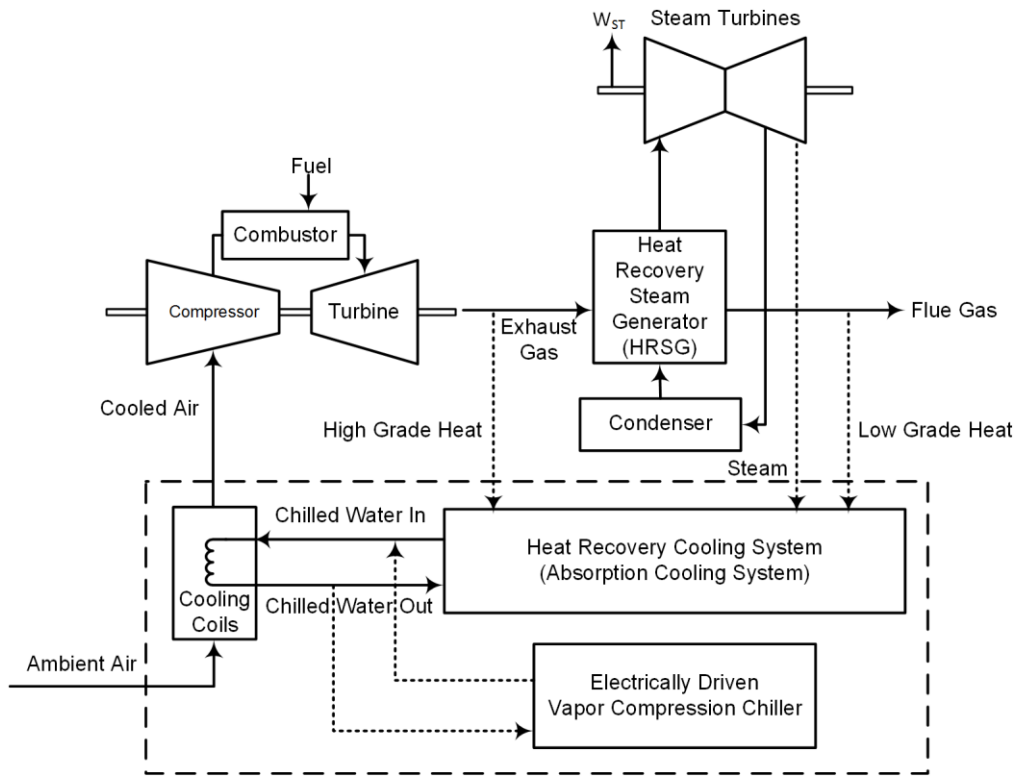 W_ST
Steam Turbines
Fuel
Combustor
Compressor
Turbine
Exhaust
Gas
Heat
Recovery
Steam
Generator
(HRSG)
Flue Gas
Cooled Air
High Grade Heat
Condenser
Steam
Low Grade Heat
Chilled Water In
Chilled Water Out
Cooling
Coils
Heat Recovery Cooling System
(Absorption Cooling System)
Ambient Air
Electrically Driven
Vapor Compression Chiller